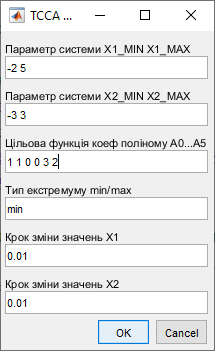 TCCA ...
Параметр системи X1_MIN X1_MAX
-2 5
Параметр системи X2_MIN X2_MAX
-3 3
Цільова функція коеф поліному A0...A5
1 1 0 0 3 2
Тип екстремуму min/max
min
Крок зміни значень X1
0.01
Крок зміни значень X2
0.01
OK Cancel